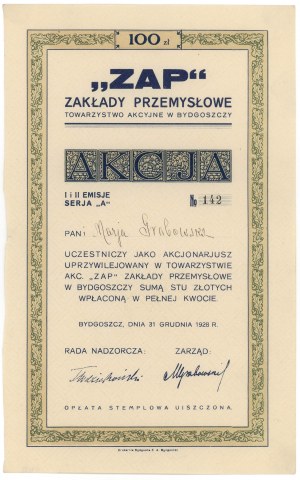 100 zł
„ZAP"
ZAKŁADY PRZEMYSŁOWE
TOWARZYSTWO AKCYJNE W BYDGOSZCZY
AKCJA
I i II EMISJE
SERJA „A"
№ 142
PANI Marja Grabowska
UCZESTNICZY JAKO AKCJONARJUSZ
UPRZYWILEJOWANY W TOWARZYSTWIE
AKC. „ZAP" ZAKŁADY PRZEMYSŁOWE
W BYDGOSZCZY SUMĄ STU ZŁOTYCH
WPŁACONĄ W PEŁNEJ KWOCIE.
BYDGOSZCZ, DNIA 31 GRUDNIA 1928 R.
RADA NADZORCZA: ZARZĄD:
OPŁATA STEMPLOWA UISZCZONA.